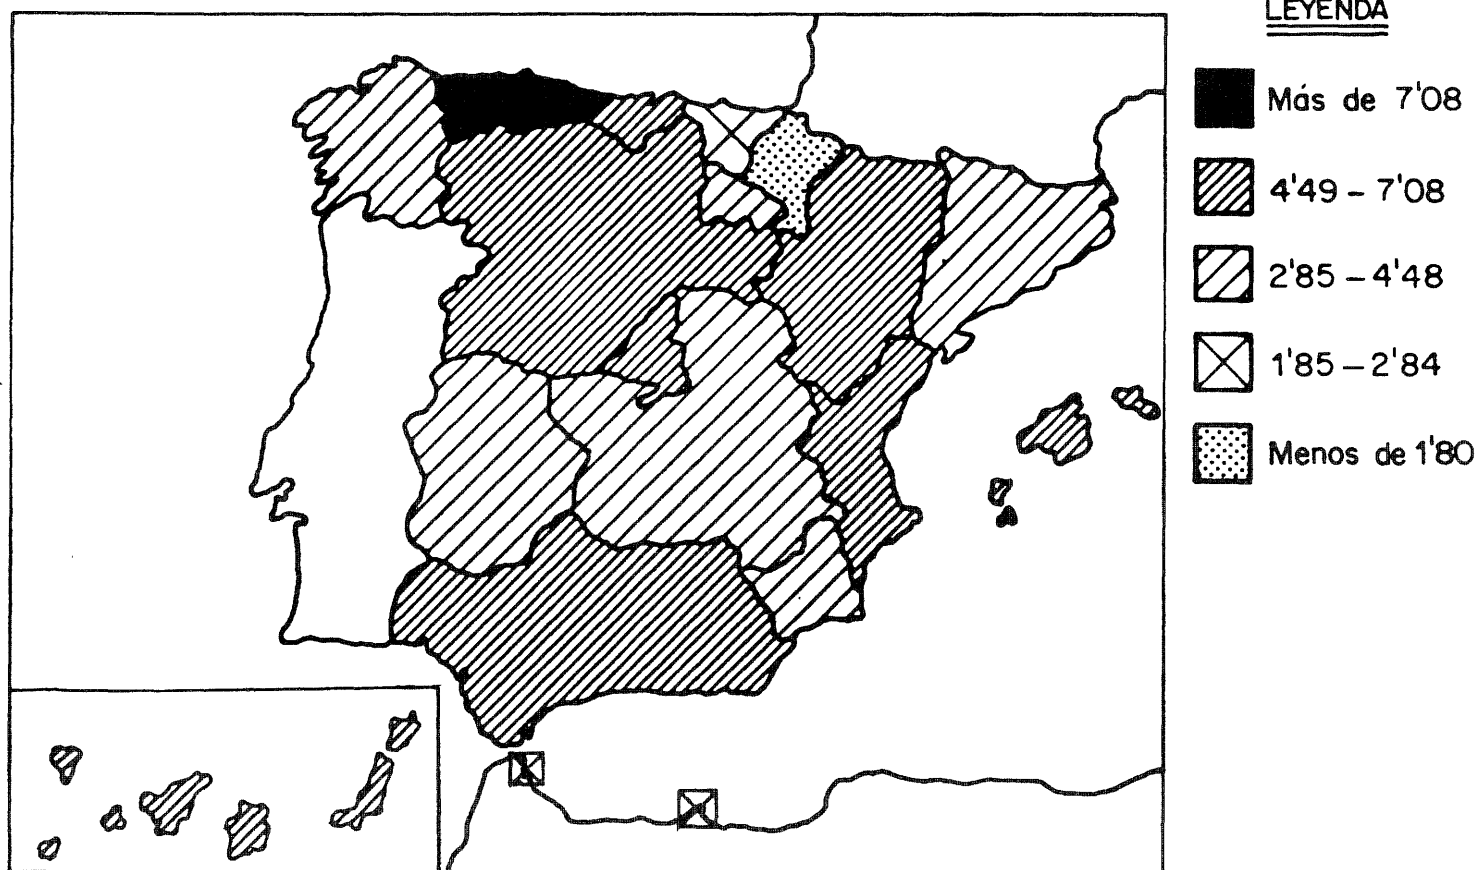 LEYENDA
Más de 7'08
4'49 – 7'08
2'85 – 4'48
1'85 – 2'84
Menos de 1'80